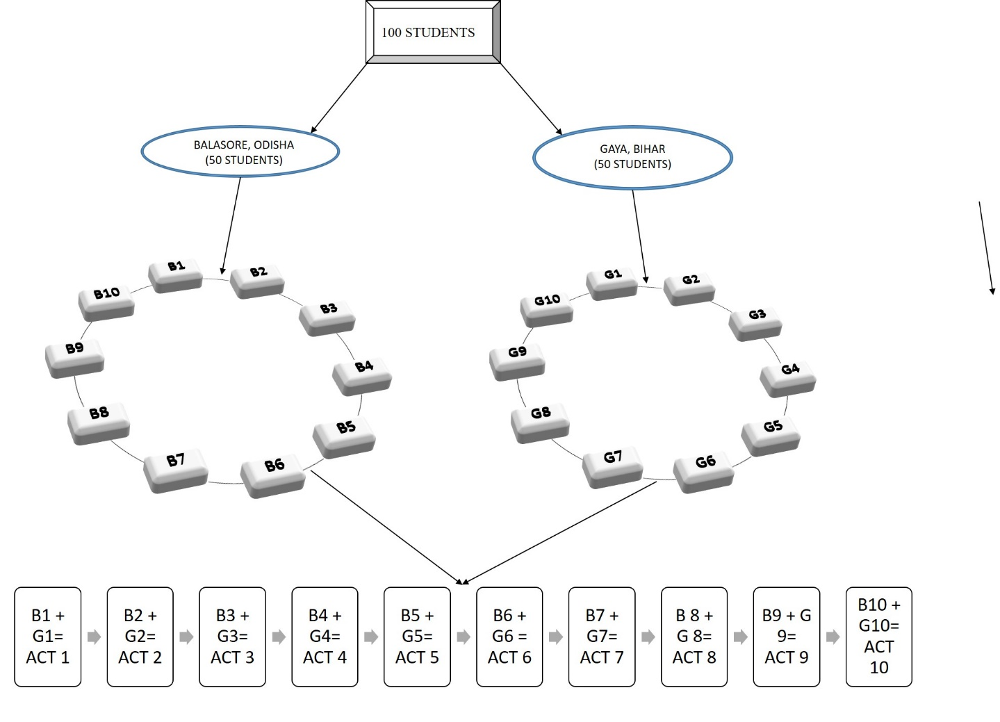 100 STUDENTS
BALASORE, ODISHA
(50 STUDENTS)
GAYA, BIHAR
(50 STUDENTS)
B1
B2
B3
B4
B5
B6
B7
B8
B9
B10
G1
G2
G3
G4
G5
G6
G7
G8
G9
G10
B1 +
G1=
ACT 1
B2 +
G2=
ACT 2
B3 +
G3=
ACT 3
B4 +
G4=
ACT 4
B5 +
G5=
ACT 5
B6 +
G6 =
ACT 6
B7 +
G7=
ACT 7
B 8 +
G 8=
ACT 8
B9 + G
9=
ACT 9
B10 +
G10=
ACT
10